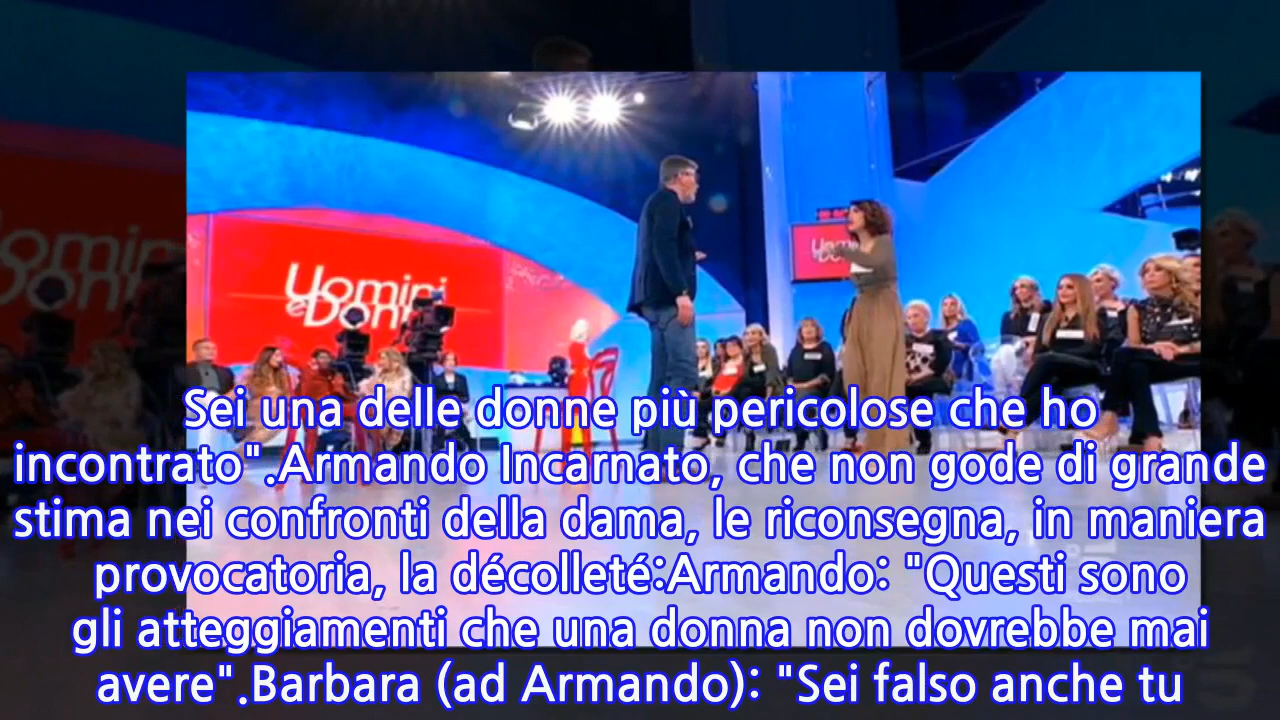 Uomini
e Donne
Uomini
e Donne
Sei una delle donne più pericolose che ho
incontrato".Armando Incarnato, che non gode di grande
stima nei confronti della dama, le riconsegna, in maniera
provocatoria, la décolleté:Armando: "Questi sono
gli atteggiamenti che una donna non dovrebbe mai
avere".Barbara (ad Armando): "Sei falso anche tu